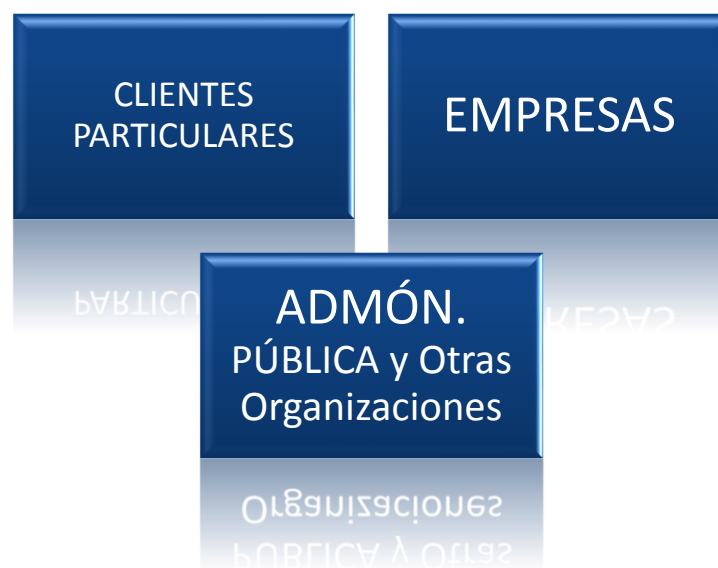 CLIENTES
PARTICULARES
EMPRESAS
ADMÓN.
PÚBLICA y Otras
Organizaciones